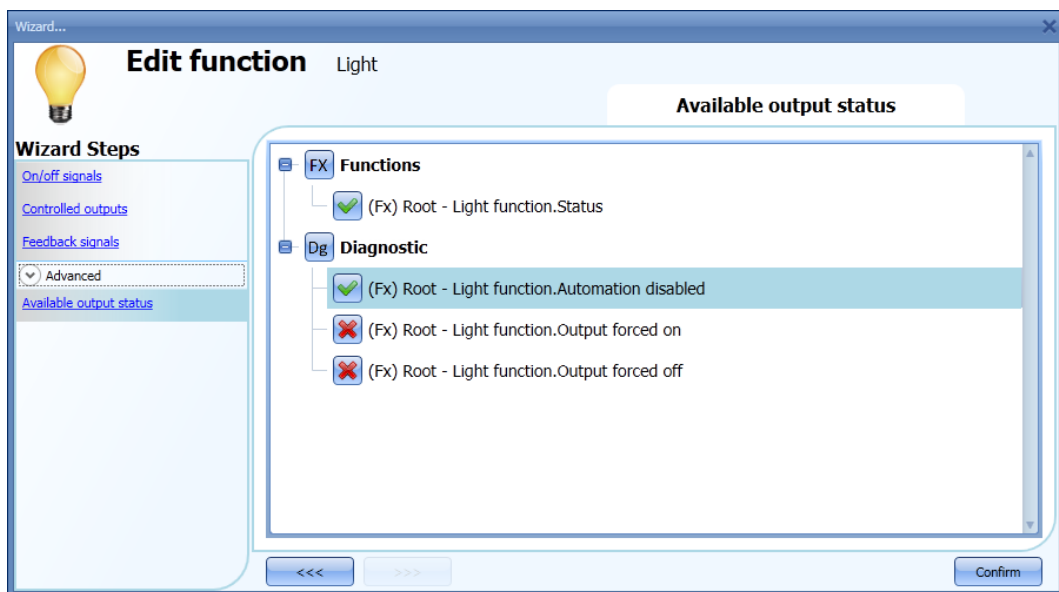 Wizard...
Edit function Light
Available output status
Wizard Steps
On/off signals
Controlled outputs
Feedback signals
Advanced
Available output status
FX Functions
(Fx) Root - Light function.Status
Dg Diagnostic
(Fx) Root - Light function.Automation disabled
(Fx) Root - Light function.Output forced on
(Fx) Root - Light function.Output forced off
<<<
>>>
Confirm